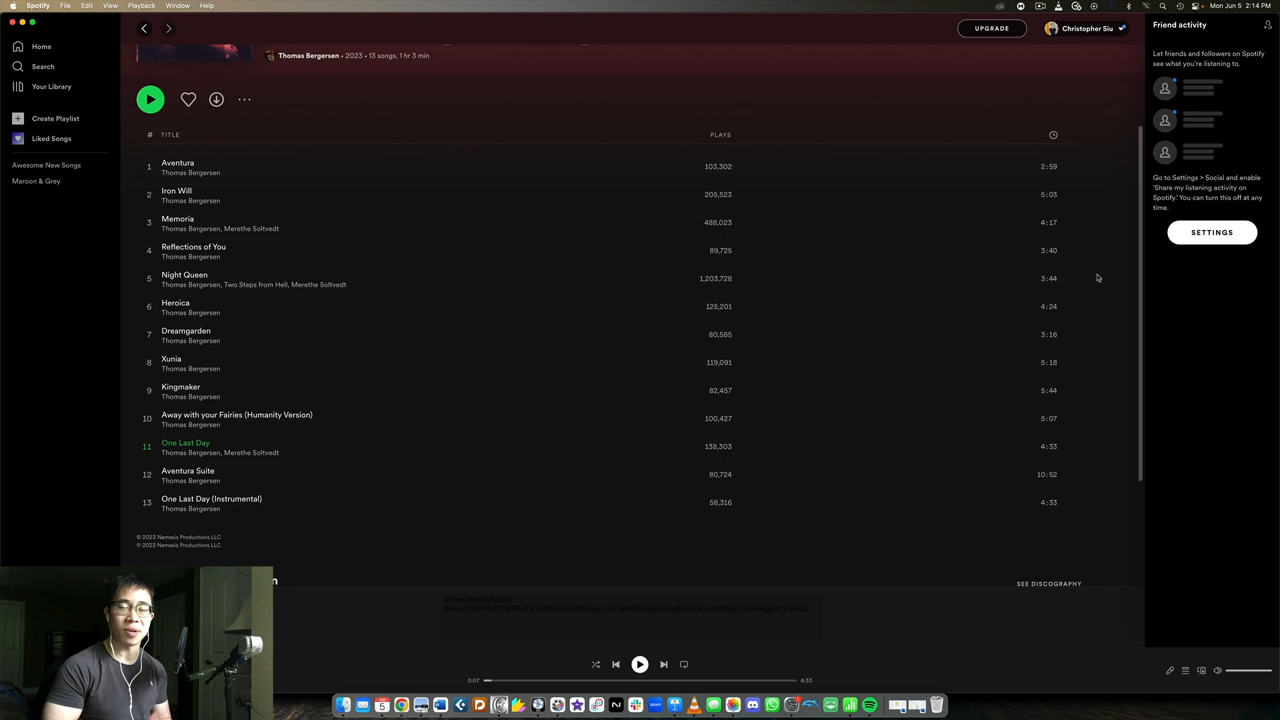 Spotify File Edit View Playback Window Help
Mon Jun 5 2:14 PM
Home
Search
Your Library
Create Playlist
Liked Songs
Awesome New Songs
Maroon & Grey
UPGRADE
Christopher Siu
Thomas Bergersen • 2023 • 13 songs, 1 hr 3 min
# TITLE PLAYS
1 Aventura 103,302 2:59
Thomas Bergersen
2 Iron Will 205,523 5:03
Thomas Bergersen
3 Memoria 488,023 4:17
Thomas Bergersen, Merethe Soltvedt
4 Reflections of You 89,725 3:40
Thomas Bergersen
5 Night Queen 1,203,728 3:44
Thomas Bergersen, Two Steps from Hell, Merethe Soltvedt
6 Heroica 125,201 4:24
Thomas Bergersen
7 Dreamgarden 80,585 3:16
Thomas Bergersen
8 Xunia 119,091 5:18
Thomas Bergersen
9 Kingmaker 82,457 5:44
Thomas Bergersen
10 Away with your Fairies (Humanity Version) 100,427 5:07
Thomas Bergersen
11 One Last Day 138,303 4:33
Thomas Bergersen, Merethe Soltvedt
12 Aventura Suite 80,724 10:52
Thomas Bergersen
13 One Last Day (Instrumental) 58,316 4:33
Thomas Bergersen
© 2023 Nemesis Productions LLC
℗ 2023 Nemesis Productions LLC
SEE DISCOGRAPHY
0:07 4:33
Friend activity
Let friends and followers on Spotify
see what you're listening to.
Go to Settings > Social and enable
'Share my listening activity on
Spotify.' You can turn this off at any
time.
SETTINGS